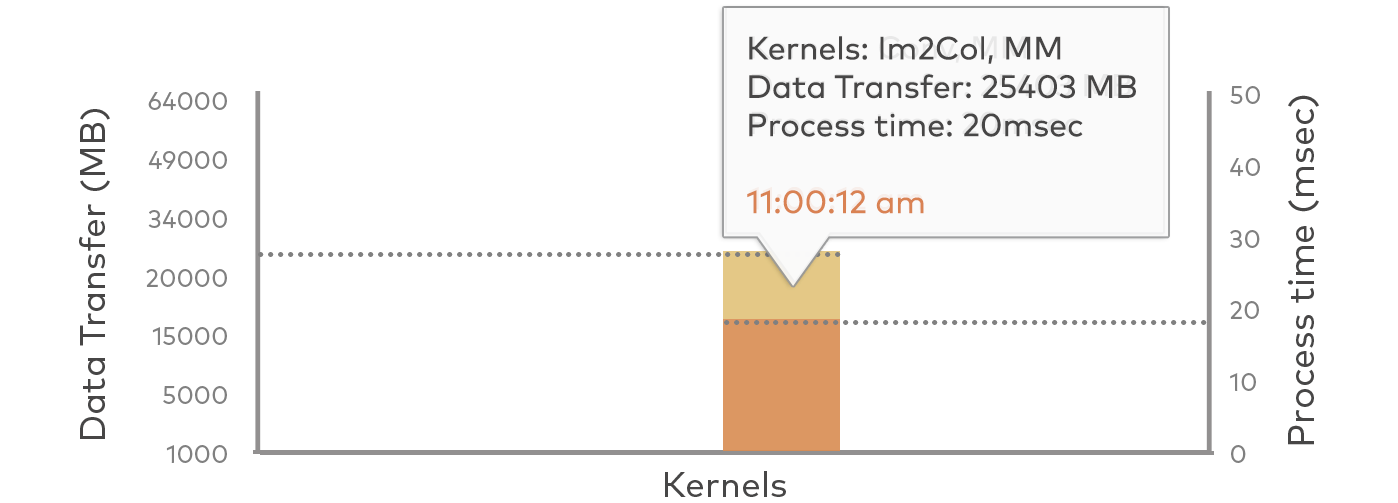 Kernels: Im2Col, MM
Data Transfer: 25403 MB
Process time: 20msec
11:00:12 am
Data Transfer (MB)
64000
49000
34000
20000
15000
5000
1000
50
40
30
20
10
0
Process time (msec)
Kernels